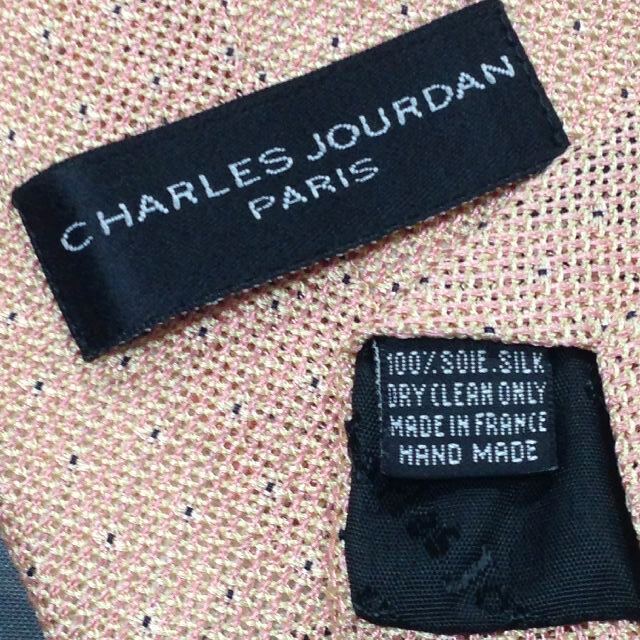 CHARLES JOURDAN
PARIS
100% SOIE.SILK
DRY CLEAN ONLY
MADE IN FRANCE
HAND MADE